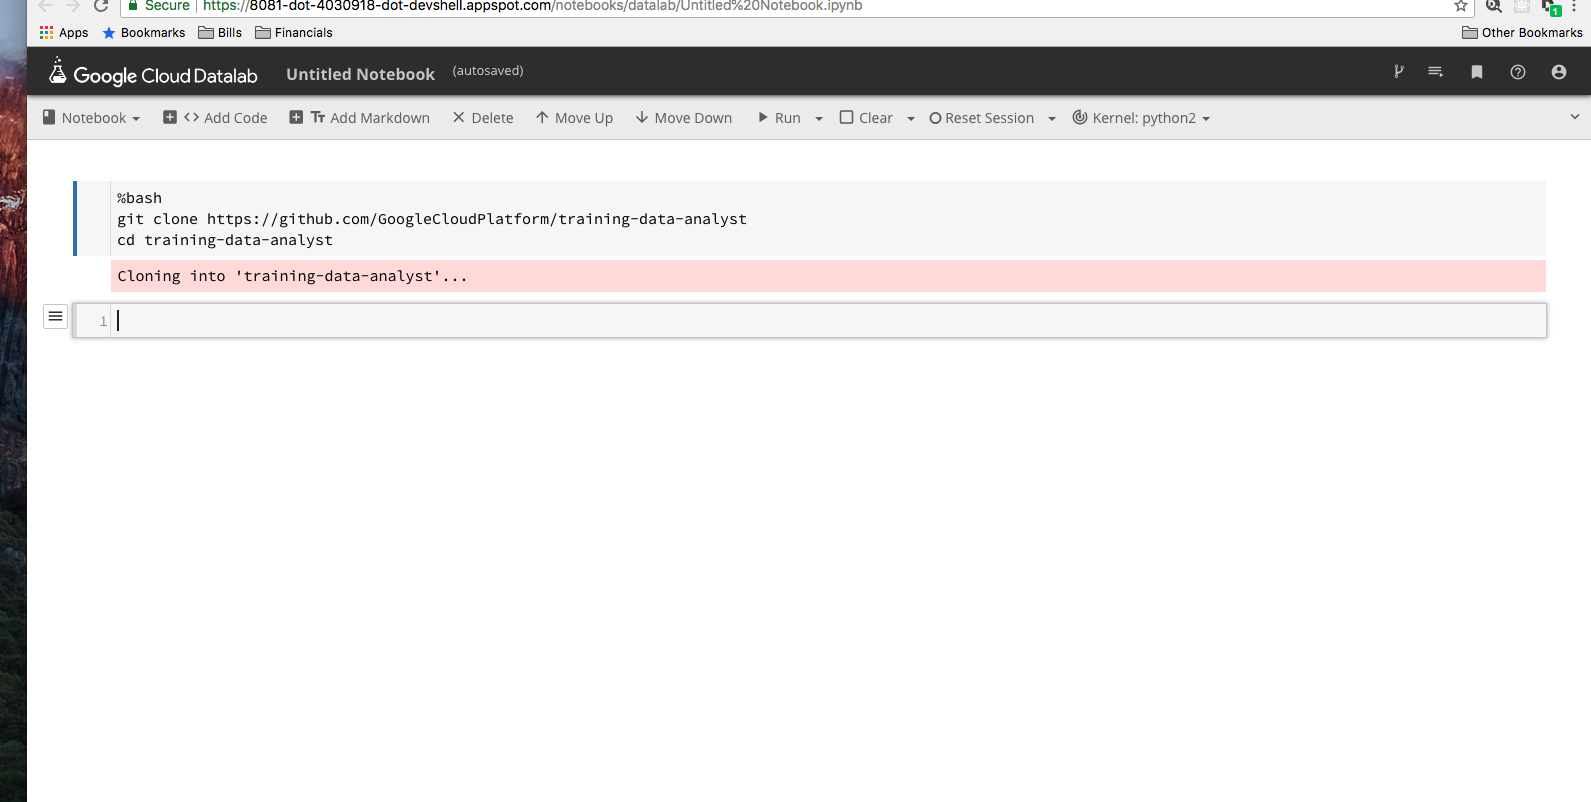 Secure https://8081-dot-4030918-dot-devshell.appspot.com/notebooks/datalab/Untitled%20Notebook.ipynb
1
Apps Bookmarks Bills Financials Other Bookmarks
Google Cloud Datalab Untitled Notebook (autosaved)
Notebook <> Add Code Tt Add Markdown Delete Move Up Move Down Run Clear Reset Session Kernel: python2
%bash
git clone https://github.com/GoogleCloudPlatform/training-data-analyst
cd training-data-analyst
Cloning into 'training-data-analyst'...
1